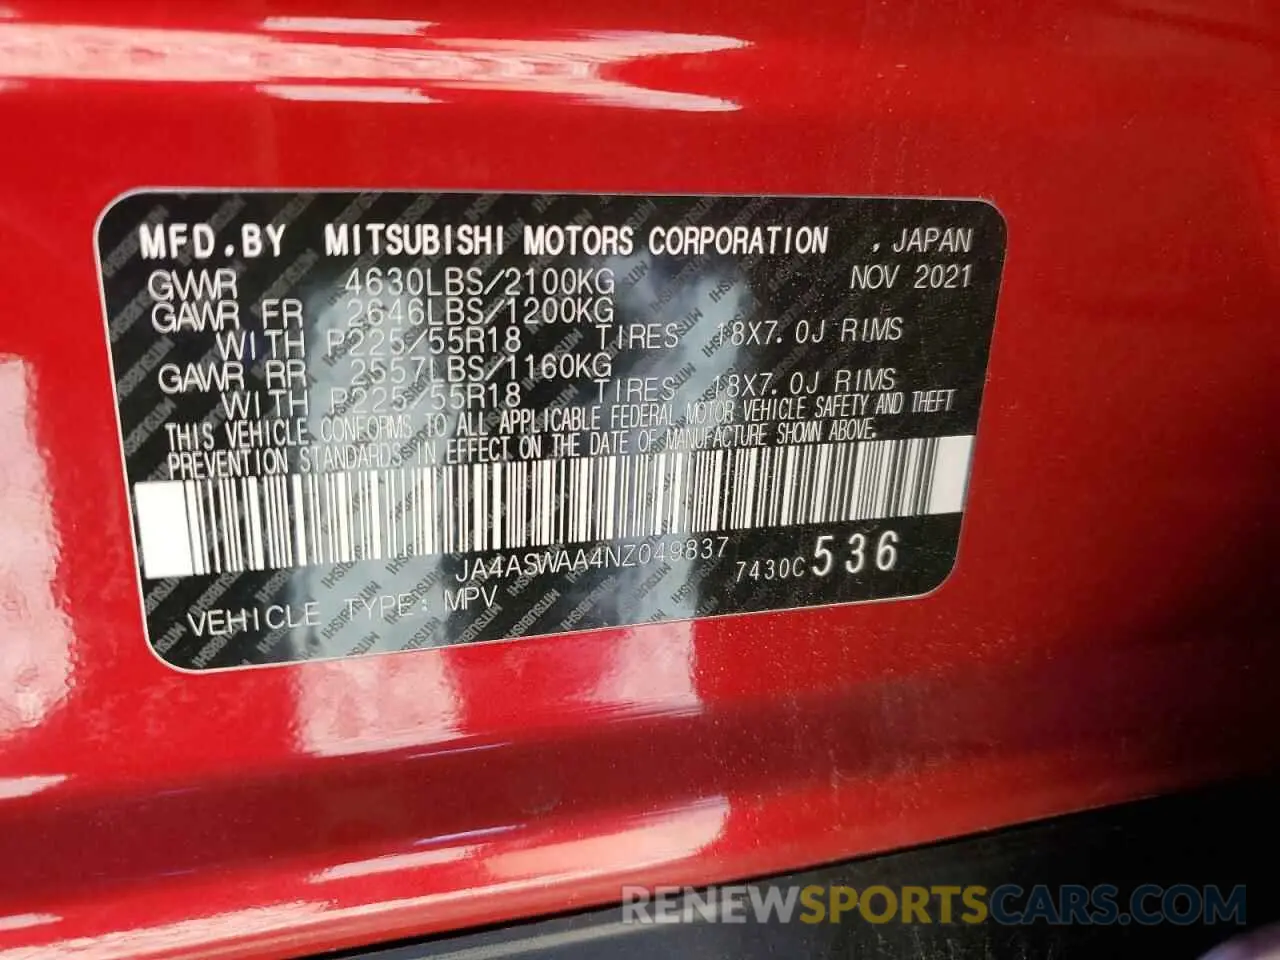 MFD.BY MITSUBISHI MOTORS CORPORATION , JAPAN
GVWR 4630LBS/2100KG NOV 2021
GAWR FR 2646LBS/1200KG
WITH P225/55R18 TIRES 18X7.0J RIMS
GAWR RR 2557LBS/1160KG
WITH P225/55R18 TIRES 18X7.0J RIMS
THIS VEHICLE CONFORMS TO ALL APPLICABLE FEDERAL MOTOR VEHICLE SAFETY AND THEFT
PREVENTION STANDARDS IN EFFECT ON THE DATE OF MANUFACTURE SHOWN ABOVE.
JA4ASWAA4NZ049837 7430C 536
VEHICLE TYPE: MPV
RENEWSPORTSCARS.COM